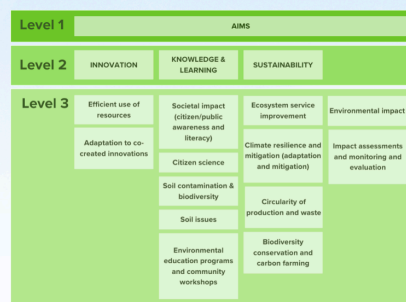 Level 1
AIMS
Level 2
INNOVATION
KNOWLEDGE &
LEARNING
SUSTAINABILITY
Level 3
Efficient use of
resources
Adaptation to co-
created innovations
Societal impact
(citizen/public
awareness and
literacy)
Citizen science
Soil contamination &
biodiversity
Soil issues
Environmental
education programs
and community
workshops
Ecosystem service
improvement
Climate resilience and
mitigation (adaptation
and mitigation)
Circularity of
production and waste
Biodiversity
conservation and
carbon farming
Environmental impact
Impact assessments
and monitoring and
evaluation